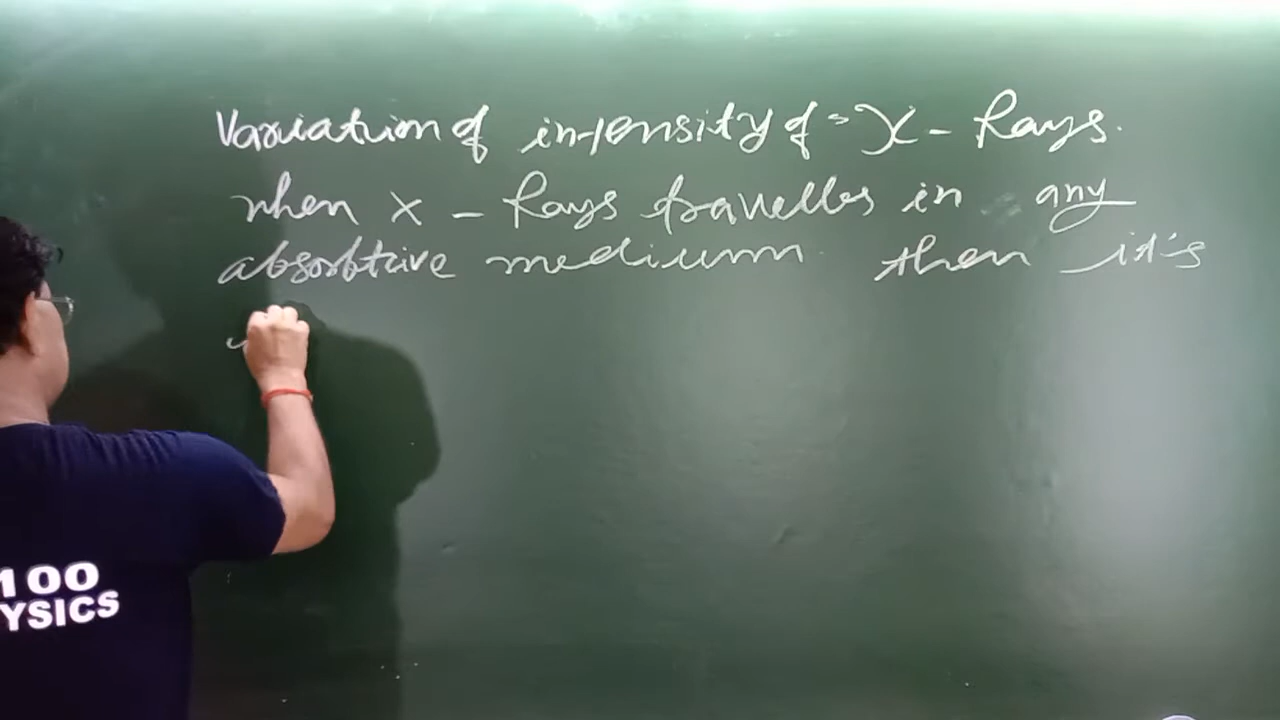 Variation of intensity of X-Rays.
when X-Rays travelles in any
absorbtive medium then it's
100
YSICS